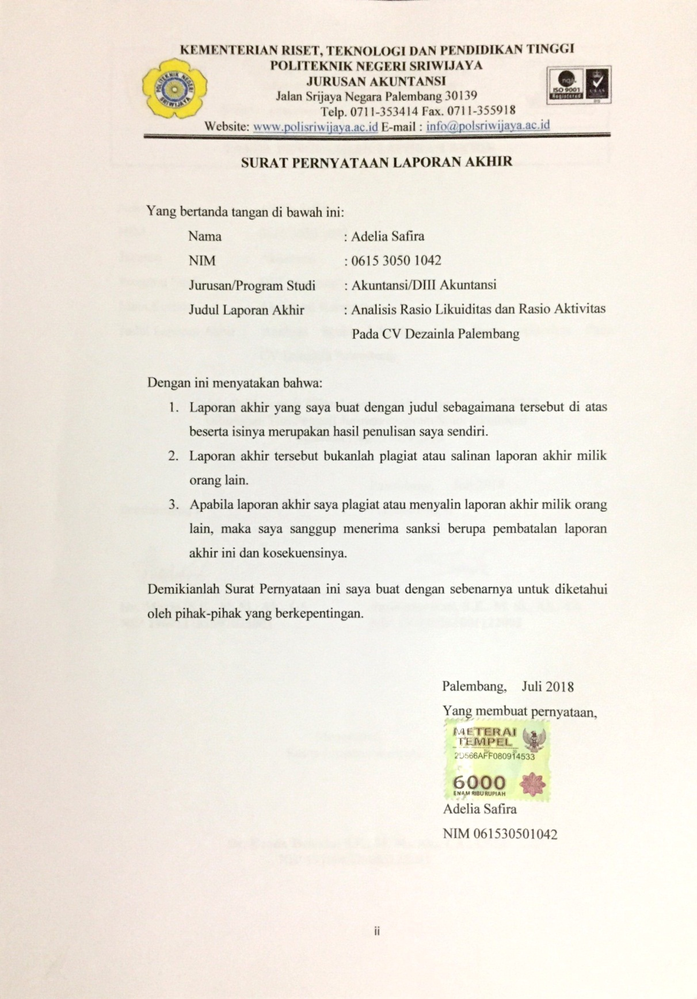 KEMENTERIAN RISET, TEKNOLOGI DAN PENDIDIKAN TINGGI
POLITEKNIK NEGERI SRIWIJAYA
JURUSAN AKUNTANSI
Jalan Srijaya Negara Palembang 30139
Telp. 0711-353414 Fax. 0711-355918
Website: www.polisriwijaya.ac.id E-mail : info@polsriwijaya.ac.id
POLITEKNIK NEGERI
SRIWIJAYA
nqa
ISO 9001
Registered
UKAS
SURAT PERNYATAAN LAPORAN AKHIR
Yang bertanda tangan di bawah ini:
Nama : Adelia Safira
NIM : 0615 3050 1042
Jurusan/Program Studi : Akuntansi/DIII Akuntansi
Judul Laporan Akhir : Analisis Rasio Likuiditas dan Rasio Aktivitas
Pada CV Dezainla Palembang
Dengan ini menyatakan bahwa:
1. Laporan akhir yang saya buat dengan judul sebagaimana tersebut di atas
beserta isinya merupakan hasil penulisan saya sendiri.
2. Laporan akhir tersebut bukanlah plagiat atau salinan laporan akhir milik
orang lain.
3. Apabila laporan akhir saya plagiat atau menyalin laporan akhir milik orang
lain, maka saya sanggup menerima sanksi berupa pembatalan laporan
akhir ini dan kosekuensinya.
Demikianlah Surat Pernyataan ini saya buat dengan sebenarnya untuk diketahui
oleh pihak-pihak yang berkepentingan.
Palembang, Juli 2018
Yang membuat pernyataan,
METERAI
TEMPEL
2D566AFF080914533
6000
ENAM RIBU RUPIAH
Adelia Safira
NIM 061530501042
ii